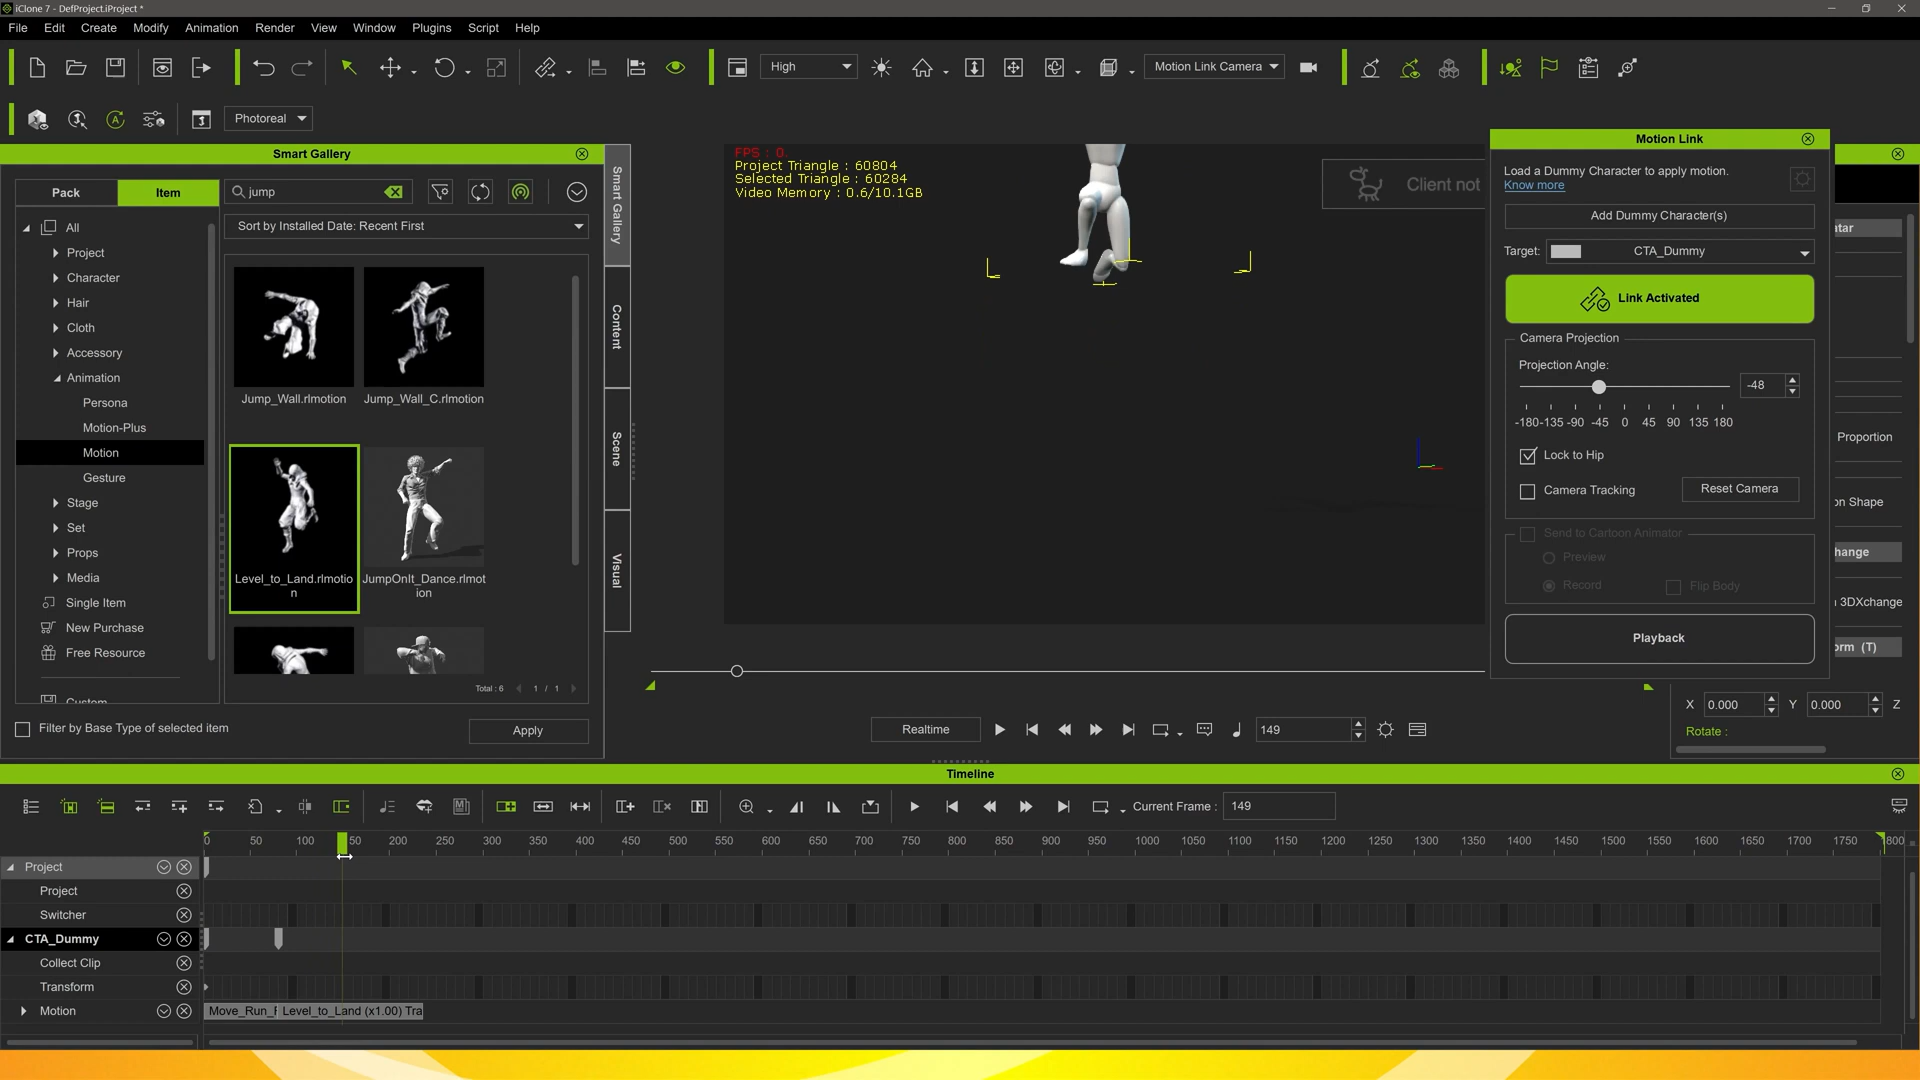 iClone 7 - DefProject.iProject *
File Edit Create Modify Animation Render View Window Plugins Script Help
High
Motion Link Camera
Photoreal
Smart Gallery
Pack
Item
jump
Sort by Installed Date: Recent First
All
Project
Character
Hair
Cloth
Accessory
Animation
Persona
Motion-Plus
Motion
Gesture
Stage
Set
Props
Media
Single Item
New Purchase
Free Resource
Custom
Jump_Wall.rlmotion
Jump_Wall_C.rlmotion
Level_to_Land.rlmotio
n
JumpOnIt_Dance.rlmot
ion
Total : 6 1 / 1
Filter by Base Type of selected item
Apply
Smart Gallery
Content
Scene
Visual
FPS : 0
Project Triangle : 60804
Selected Triangle : 60284
Video Memory : 0.6/10.1GB
Client not
Motion Link
Load a Dummy Character to apply motion.
Know more
Add Dummy Character(s)
Target: CTA_Dummy
Link Activated
Camera Projection
Projection Angle:
-48
-180 -135 -90 -45 0 45 90 135 180
Lock to Hip
Camera Tracking
Reset Camera
Send to Cartoon Animator
Preview
Record
Flip Body
Playback
atar
Proportion
on Shape
hange
3DXchange
orm (T)
X 0.000 Y 0.000 Z
Rotate :
Realtime
149
Timeline
Current Frame : 149
0 50 100 50 200 250 300 350 400 450 500 550 600 650 700 750 800 850 900 950 1000 1050 1100 1150 1200 1250 1300 1350 1400 1450 1500 1550 1600 1650 1700 1750 800
Project
Project
Switcher
CTA_Dummy
Collect Clip
Transform
Motion
Move_Run_F Level_to_Land (x1.00) Tra